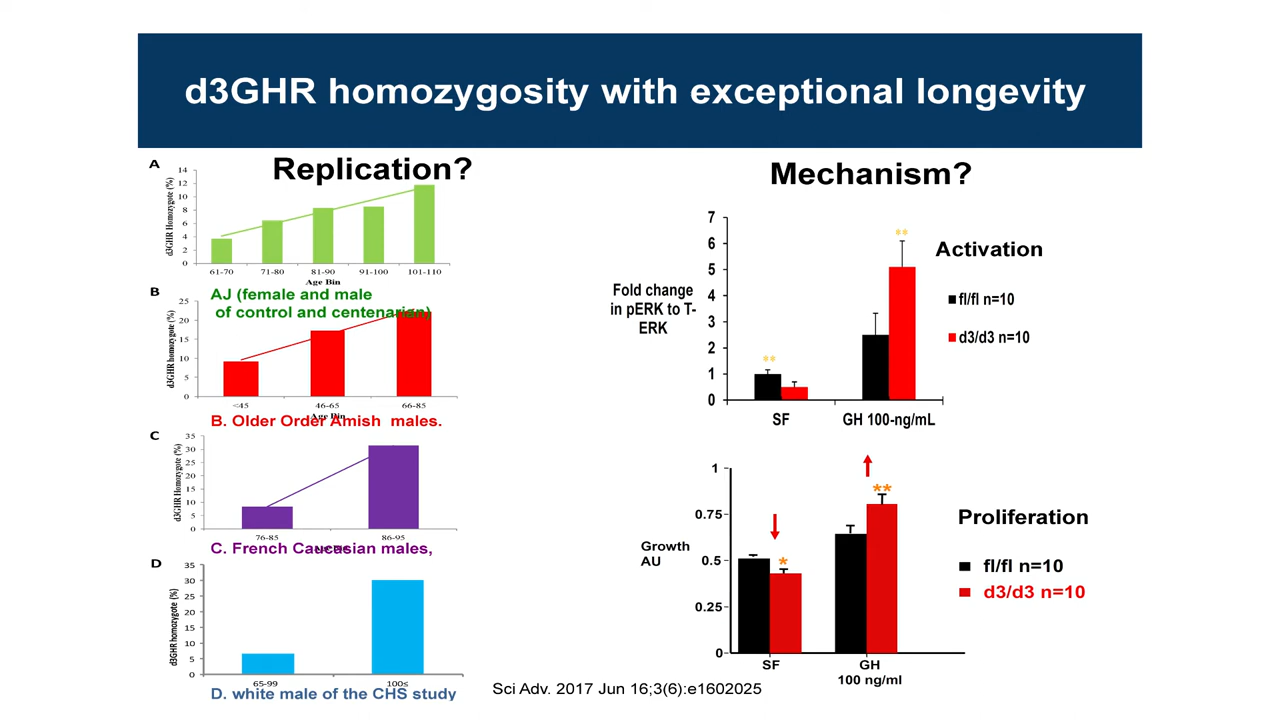 d3GHR homozygosity with exceptional longevity
Replication?
A
d3GHR Homozygote (%)
14
12
10
8
6
4
2
0
61-70 71-80 81-90 91-100 101-110
Age Bin
AJ (female and male
of control and centenarian)
B
d3GHR homozygote (%)
25
20
15
10
5
0
<45 46-65 66-85
Age Bin
B. Older Order Amish males.
C
d3GHR Homozygote (%)
35
30
25
20
15
10
5
0
76-85 86-95
C. French Caucasian males,
D
d3GHR homozygote (%)
35
30
25
20
15
10
5
0
65-99 100≤
D. white male of the CHS study
Mechanism?
Fold change
in pERK to T-
ERK
7
6
5
4
3
2
1
0
**
**
SF GH 100-ng/mL
Activation
fl/fl n=10
d3/d3 n=10
Growth
AU
1
0.75
0.5
0.25
0
*
**
SF GH
100 ng/ml
Proliferation
fl/fl n=10
d3/d3 n=10
Sci Adv. 2017 Jun 16;3(6):e1602025